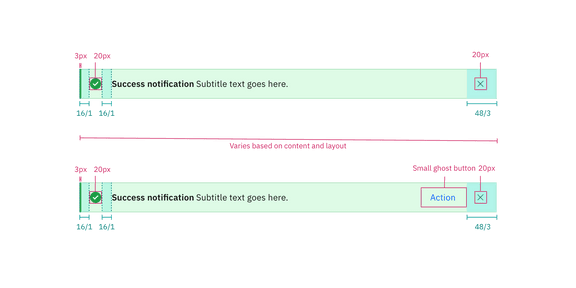 3px 20px 20px
Success notification Subtitle text goes here.
16/1 16/1 48/3
Varies based on content and layout
3px 20px Small ghost button 20px
Success notification Subtitle text goes here. Action
16/1 16/1 48/3